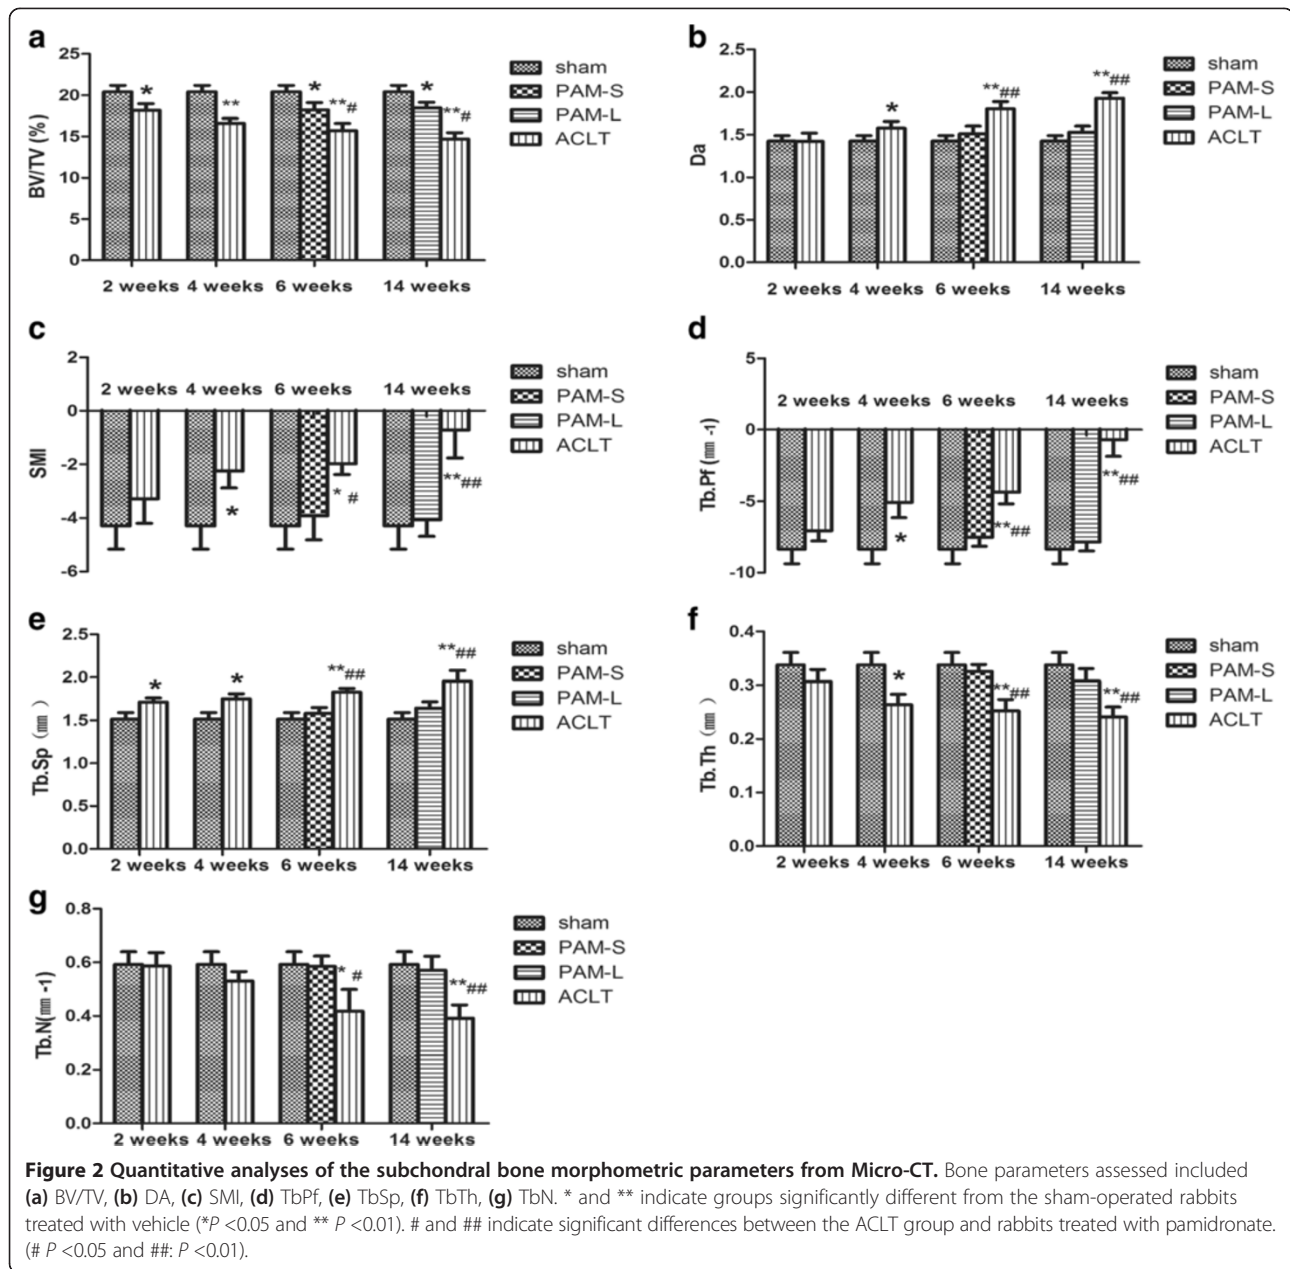 a
25
20
15
10
5
0
BV/TV (%)
*
**
*
**#
*
**#
2 weeks 4 weeks 6 weeks 14 weeks
sham
PAM-S
PAM-L
ACLT
b
2.5
2.0
1.5
1.0
0.5
0.0
Da
*
**##
**##
2 weeks 4 weeks 6 weeks 14 weeks
sham
PAM-S
PAM-L
ACLT
c
2
0
-2
-4
-6
SMI
2 weeks 4 weeks 6 weeks 14 weeks
*
* #
**##
sham
PAM-S
PAM-L
ACLT
d
5
0
-5
-10
Tb.Pf (㎜ -1)
2 weeks 4 weeks 6 weeks 14 weeks
*
**##
**##
sham
PAM-S
PAM-L
ACLT
e
2.5
2.0
1.5
1.0
0.5
0.0
Tb.Sp (㎜)
*
*
**##
**##
2 weeks 4 weeks 6 weeks 14 weeks
sham
PAM-S
PAM-L
ACLT
f
0.4
0.3
0.2
0.1
0.0
Tb.Th (㎜)
*
**##
**##
2 weeks 4 weeks 6 weeks 14 weeks
sham
PAM-S
PAM-L
ACLT
g
0.8
0.6
0.4
0.2
0.0
Tb.N(㎜ -1)
* #
**##
2 weeks 4 weeks 6 weeks 14 weeks
sham
PAM-S
PAM-L
ACLT
Figure 2 Quantitative analyses of the subchondral bone morphometric parameters from Micro-CT. Bone parameters assessed included
(a) BV/TV, (b) DA, (c) SMI, (d) TbPf, (e) TbSp, (f) TbTh, (g) TbN. * and ** indicate groups significantly different from the sham-operated rabbits
treated with vehicle (*P <0.05 and ** P <0.01). # and ## indicate significant differences between the ACLT group and rabbits treated with pamidronate.
(# P <0.05 and ##: P <0.01).